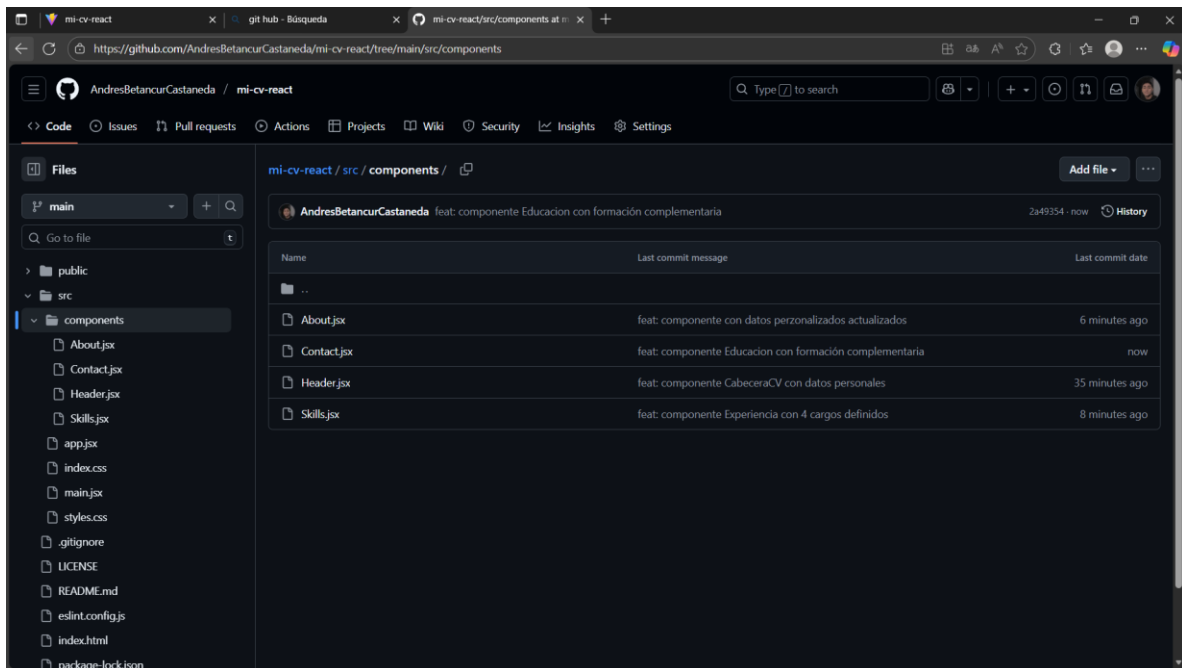 mi-cv-react
git hub - Búsqueda
mi-cv-react/src/components at m
https://github.com/AndresBetancurCastaneda/mi-cv-react/tree/main/src/components
AndresBetancurCastaneda / mi-cv-react
Type / to search
Code Issues Pull requests Actions Projects Wiki Security Insights Settings
Files
mi-cv-react / src / components /
Add file
main
AndresBetancurCastaneda feat: componente Educacion con formación complementaria
2a49354 · now History
Go to file t
Name Last commit message Last commit date
public
..
src
components
About.jsx feat: componente con datos perzonalizados actualizados 6 minutes ago
About.jsx
Contact.jsx feat: componente Educacion con formación complementaria now
Contact.jsx
Header.jsx feat: componente CabeceraCV con datos personales 35 minutes ago
Header.jsx
Skills.jsx feat: componente Experiencia con 4 cargos definidos 8 minutes ago
Skills.jsx
app.jsx
index.css
main.jsx
styles.css
.gitignore
LICENSE
README.md
eslint.config.js
index.html
package-lock.json